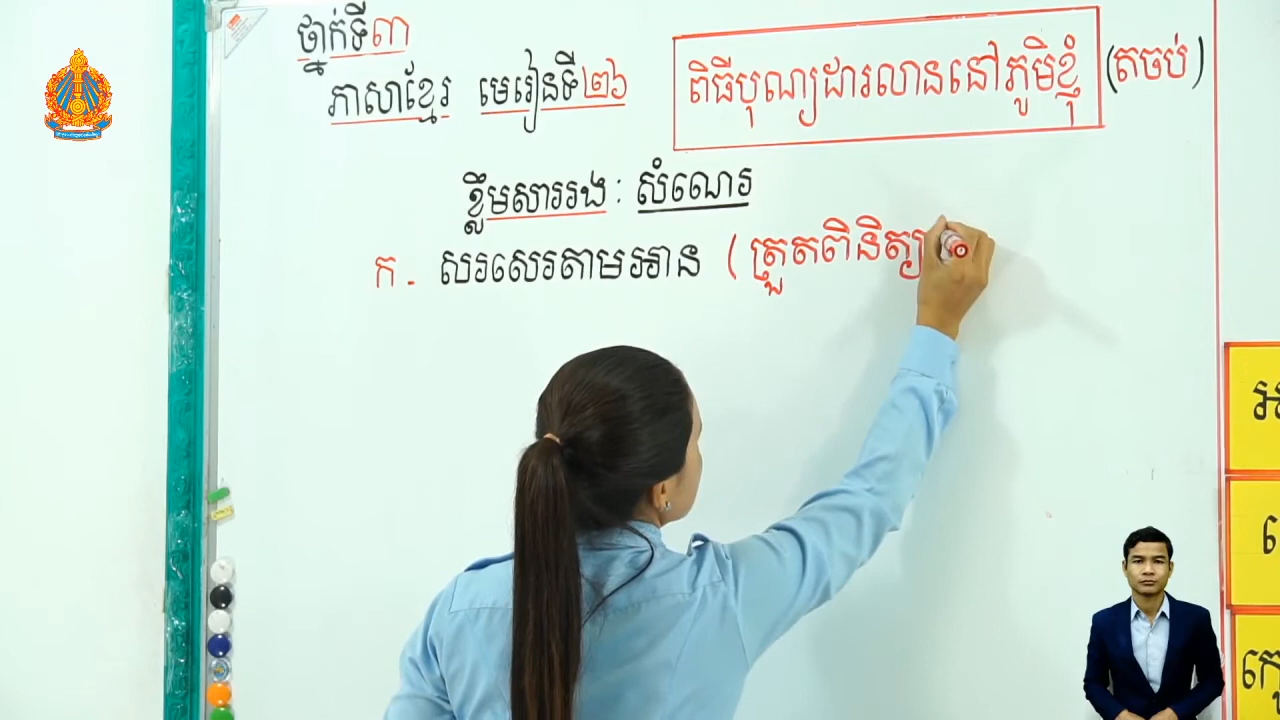 ថ្នាក់ទី៣
ភាសាខ្មែរ មេរៀនទី២៦
ពិធីបុណ្យដារលាននៅភូមិខ្ញុំ (តចប់)
ខ្លឹមសាររង : សំណេរ
ក. សរសេរតាមអាន (ត្រួតពិនិត្យ